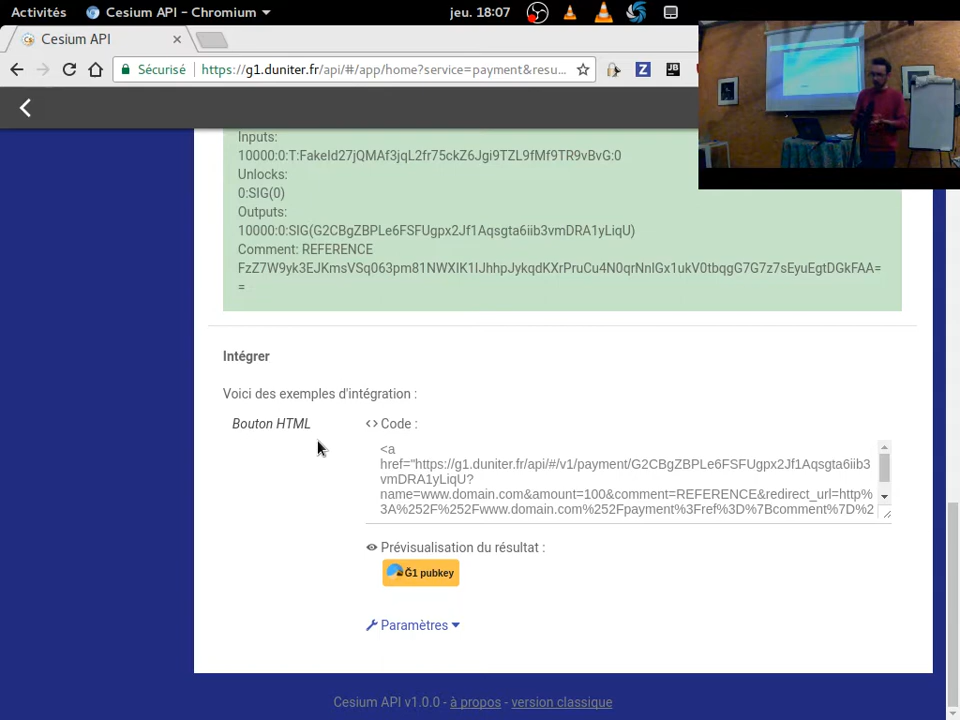 Activités
Cesium API - Chromium
jeu. 18:07
Cesium API
Sécurisé
https://g1.duniter.fr/api/#/app/home?service=payment&resu...
Z
JB
Inputs:
10000:0:T:FakeId27jQMAf3jqL2fr75ckZ6Jgi9TZL9fMf9TR9vBvG:0
Unlocks:
0:SIG(0)
Outputs:
10000:0:SIG(G2CBgZBPLe6FSFUgpx2Jf1Aqsgta6iib3vmDRA1yLiqU)
Comment: REFERENCE
FzZ7W9yk3EJKmsVSq063pm81NWXIK1lJhhpJykqdKXrPruCu4N0qrNnlGx1ukV0tbqgG7G7z7sEyuEgtDGkFAA=
=
Intégrer
Voici des exemples d'intégration :
Bouton HTML
<> Code :
<a
href="https://g1.duniter.fr/api/#/v1/payment/G2CBgZBPLe6FSFUgpx2Jf1Aqsgta6iib3
vmDRA1yLiqU?
name=www.domain.com&amount=100&comment=REFERENCE&redirect_url=http%
3A%252F%252Fwww.domain.com%252Fpayment%3Fref%3D%7Bcomment%7D%2
Prévisualisation du résultat :
Ğ1 pubkey
Paramètres
Cesium API v1.0.0 - à propos - version classique